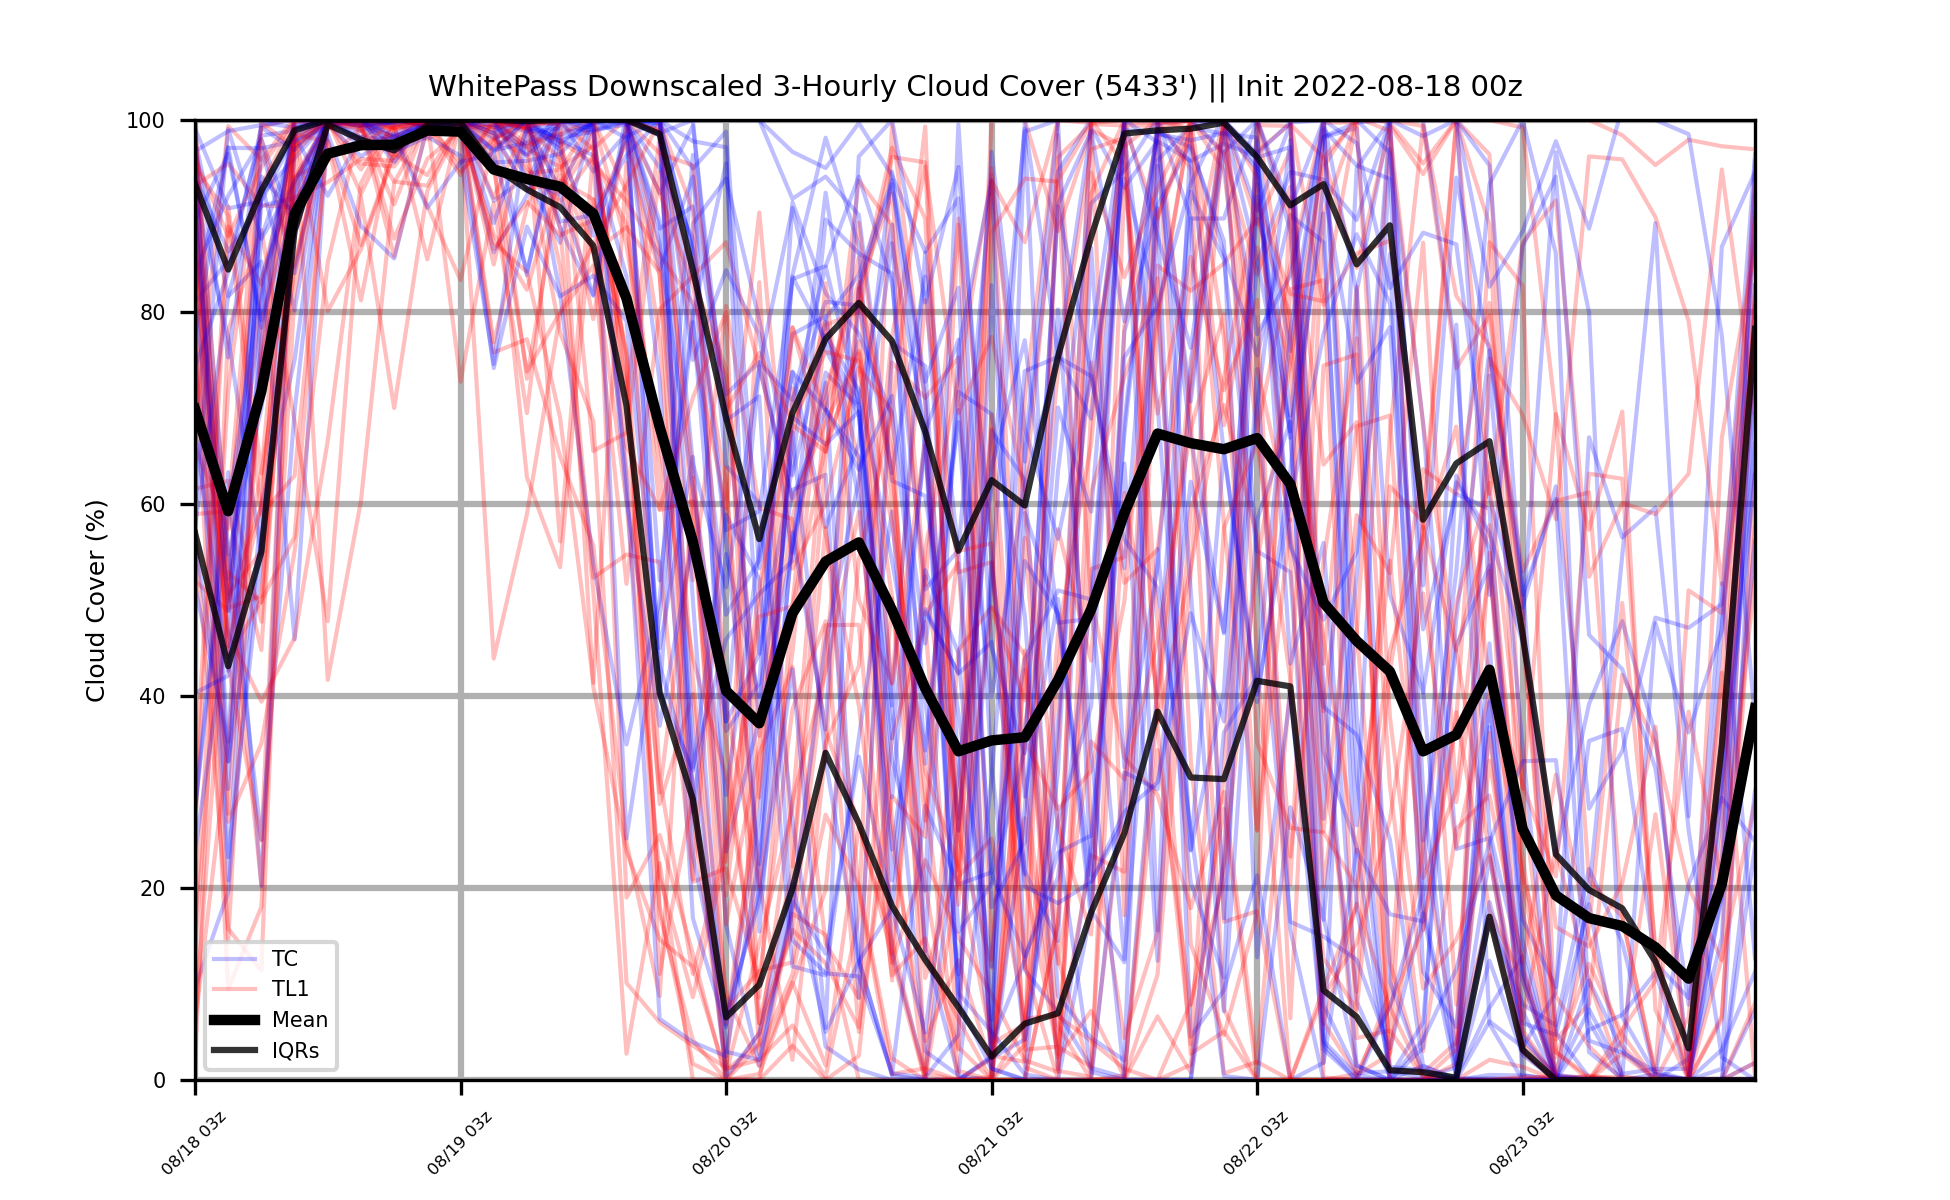 WhitePass Downscaled 3-Hourly Cloud Cover (5433') || Init 2022-08-18 00z
Cloud Cover (%)
100
80
60
40
20
0
TC
TL1
Mean
IQRs
08/18 03z
08/19 03z
08/20 03z
08/21 03z
08/22 03z
08/23 03z